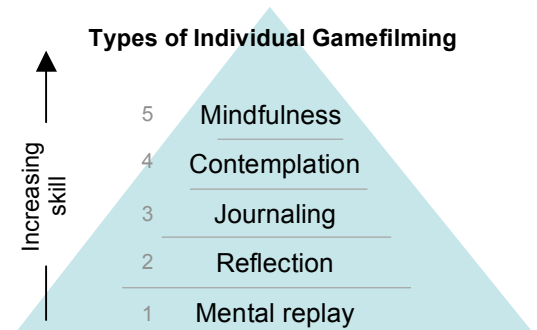 Types of Individual Gamefilming
5 Mindfulness
4 Contemplation
3 Journaling
2 Reflection
1 Mental replay
Increasing
skill